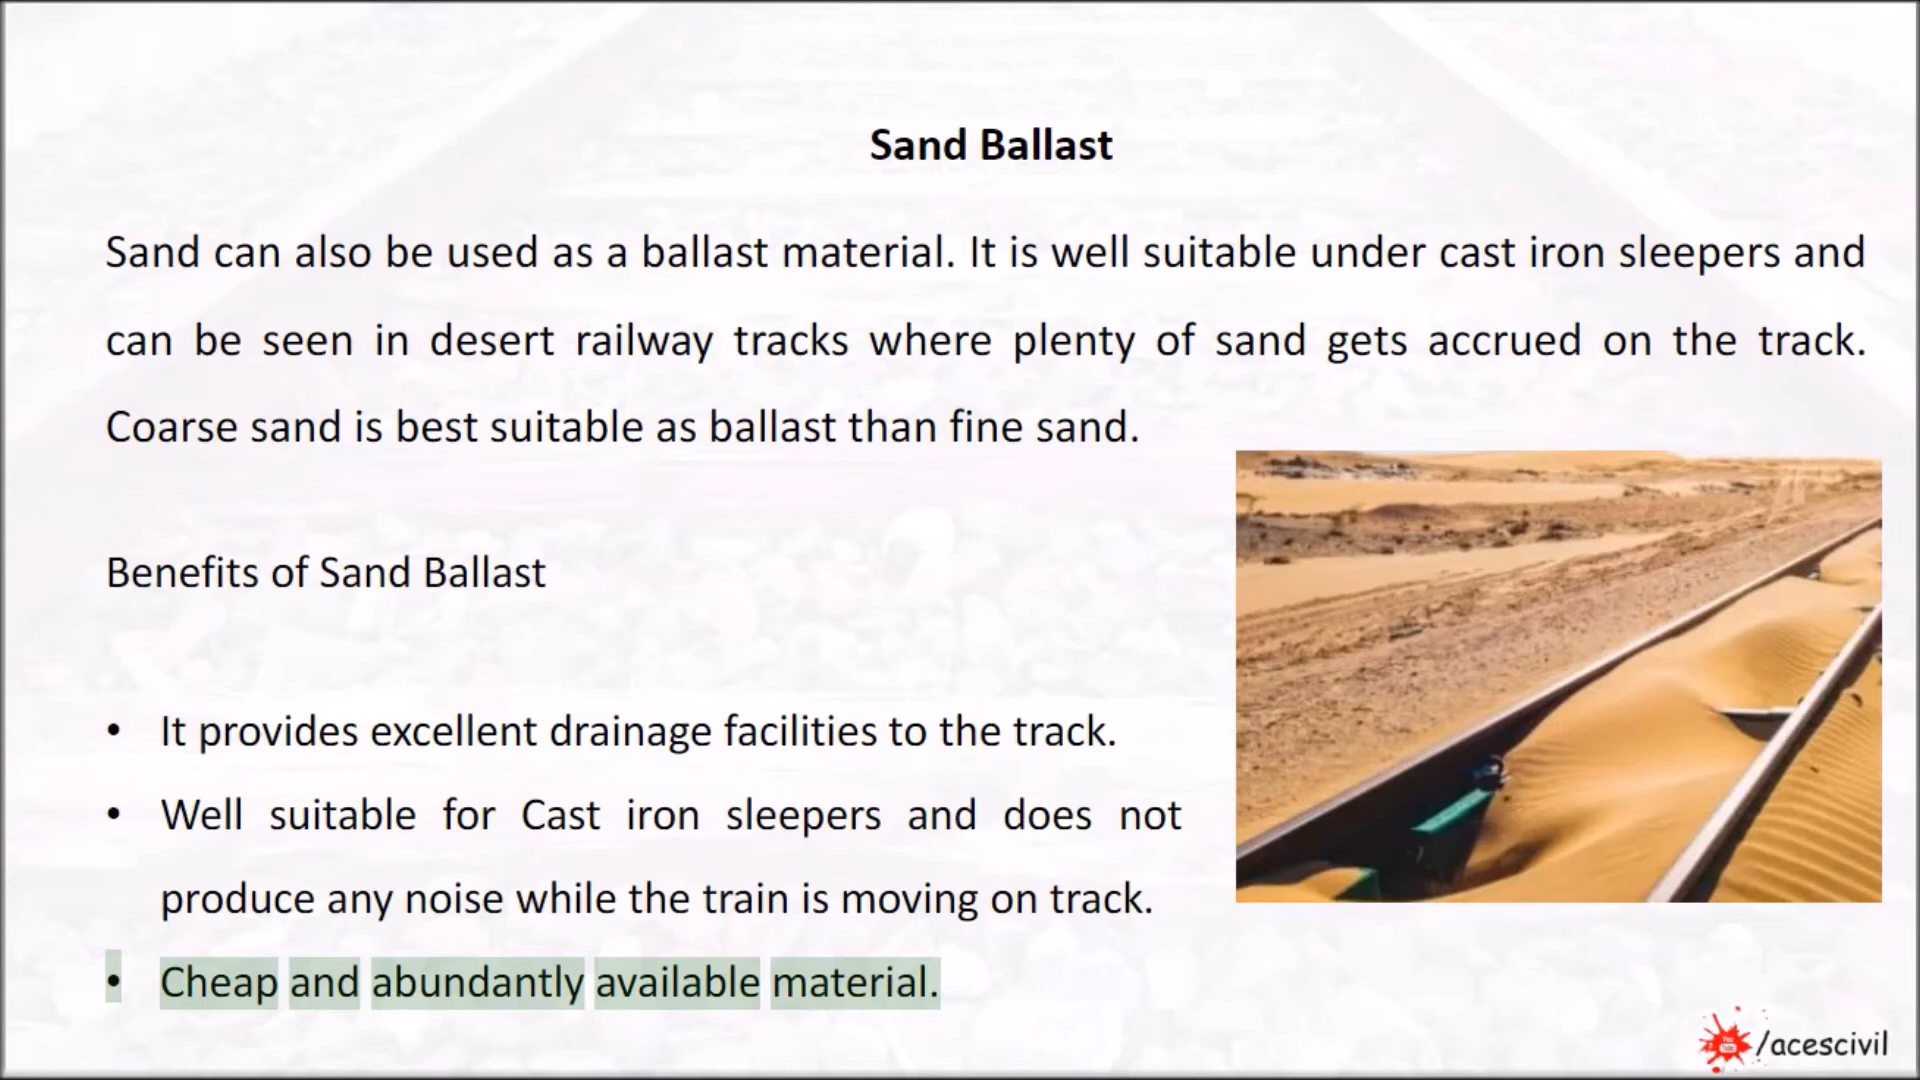 Sand Ballast
Sand can also be used as a ballast material. It is well suitable under cast iron sleepers and
can be seen in desert railway tracks where plenty of sand gets accrued on the track.
Coarse sand is best suitable as ballast than fine sand.
Benefits of Sand Ballast
• It provides excellent drainage facilities to the track.
• Well suitable for Cast iron sleepers and does not
produce any noise while the train is moving on track.
• Cheap and abundantly available material.
/acescivil